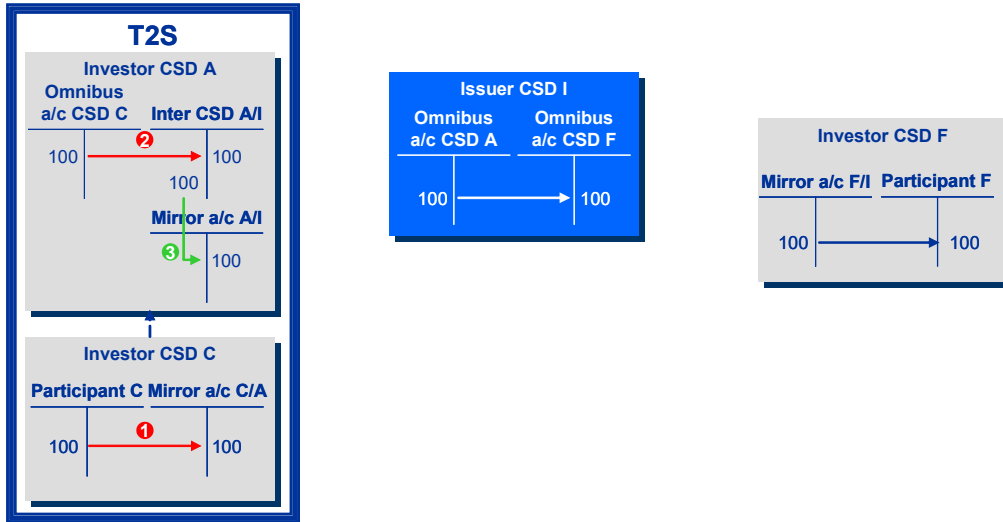 T2S
Investor CSD A
Omnibus
a/c CSD C Inter CSD A/I
2
100 100
100
Mirror a/c A/I
3
100
Investor CSD C
Participant C Mirror a/c C/A
1
100 100
Issuer CSD I
Omnibus Omnibus
a/c CSD A a/c CSD F
100 100
Investor CSD F
Mirror a/c F/I Participant F
100 100